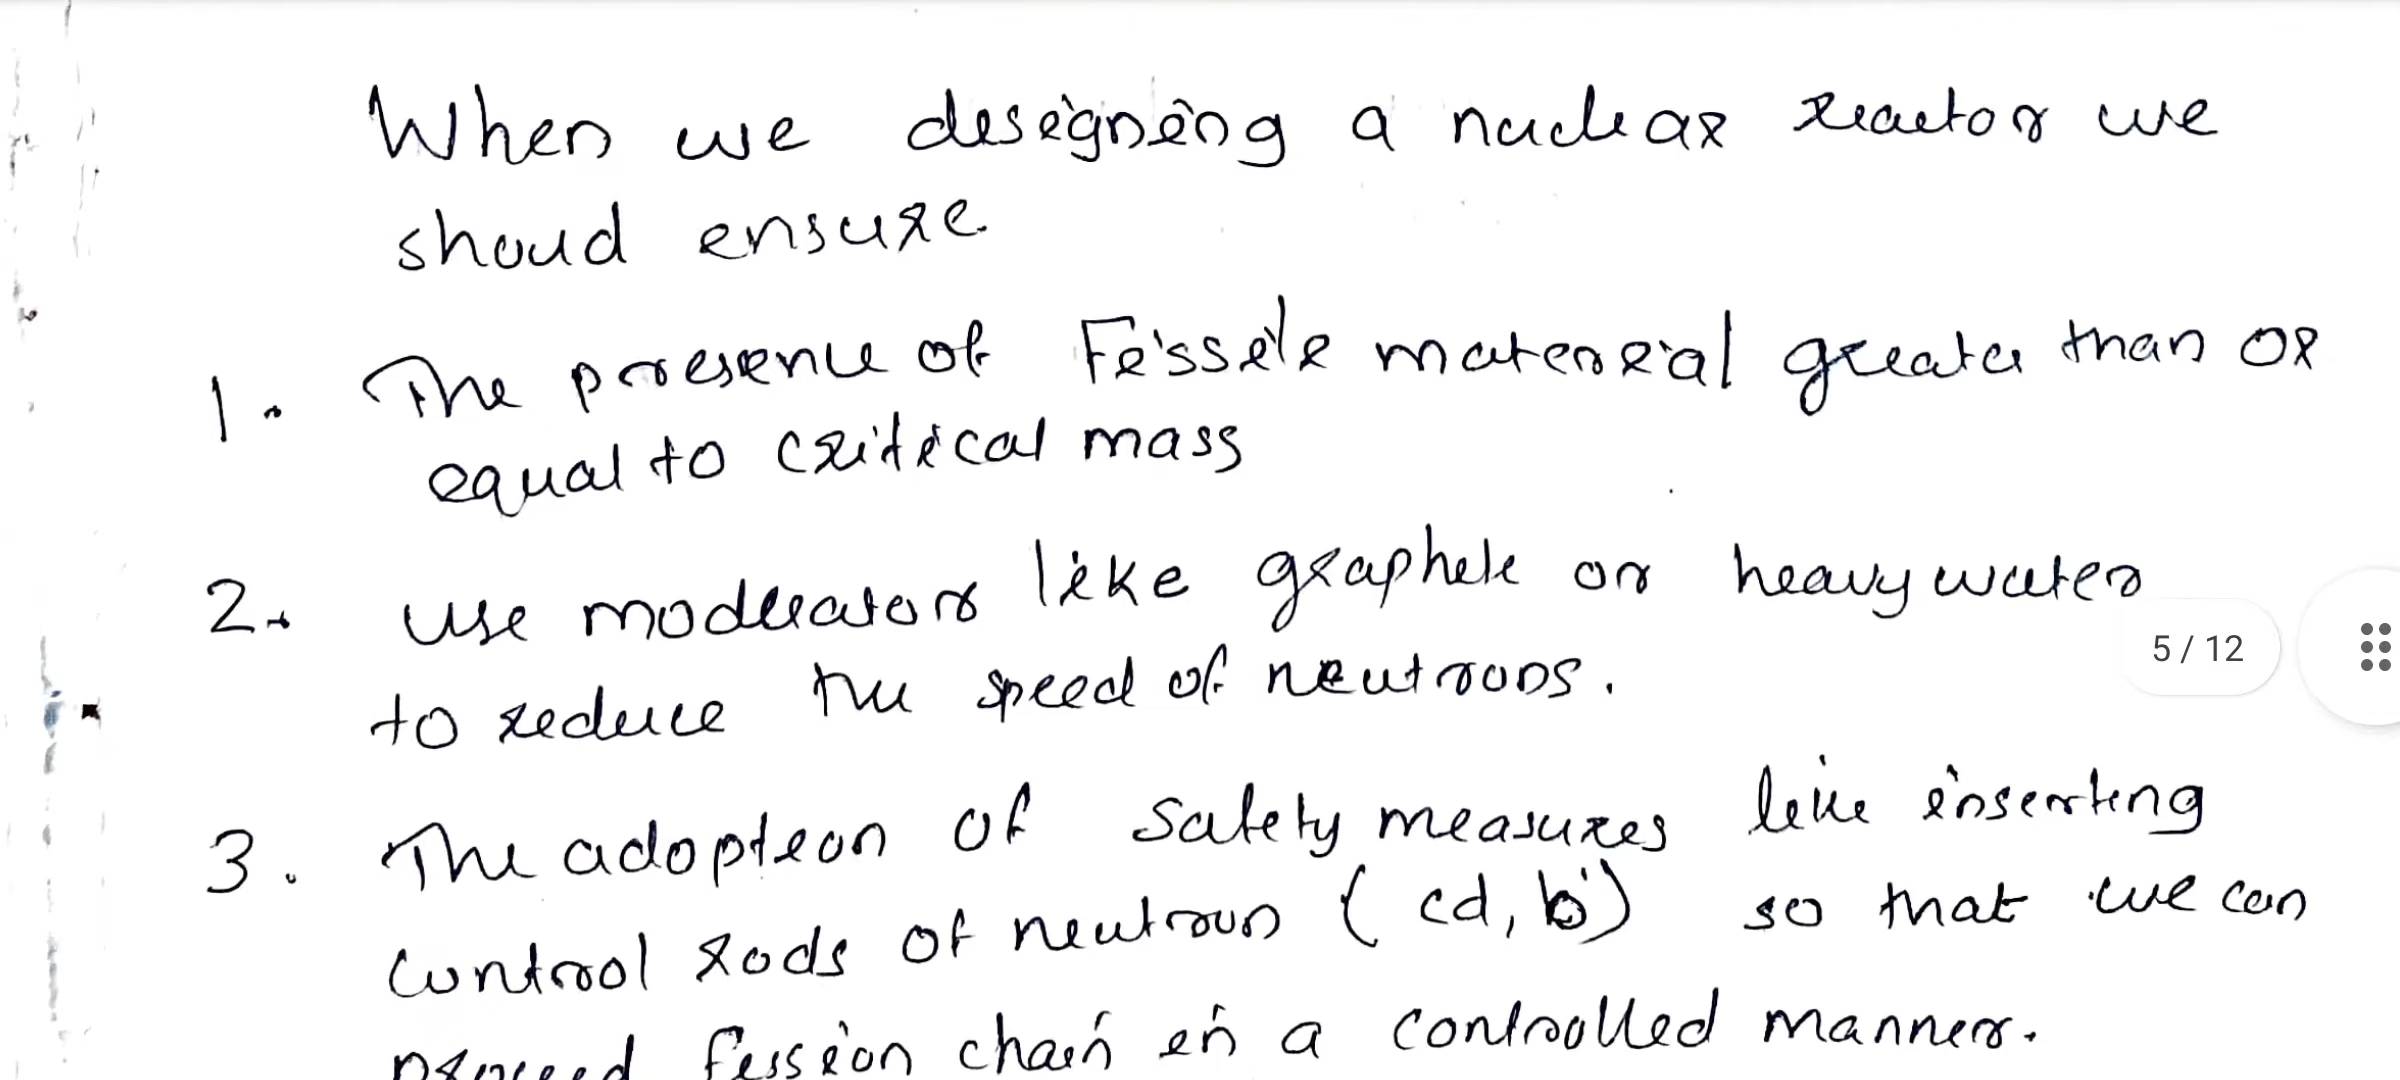 When we designing a nuclear reactor we
shoud ensure
1. The presence of Fissile material greater than or
equal to critical mass
2. use moderators like graphite or heavy water
5 / 12
to reduce the speed of neutrons.
3. The adoption of safety measures like inserting
control rods of neutrons (cd, b) so that we can
proceed fission chain in a controlled manner.